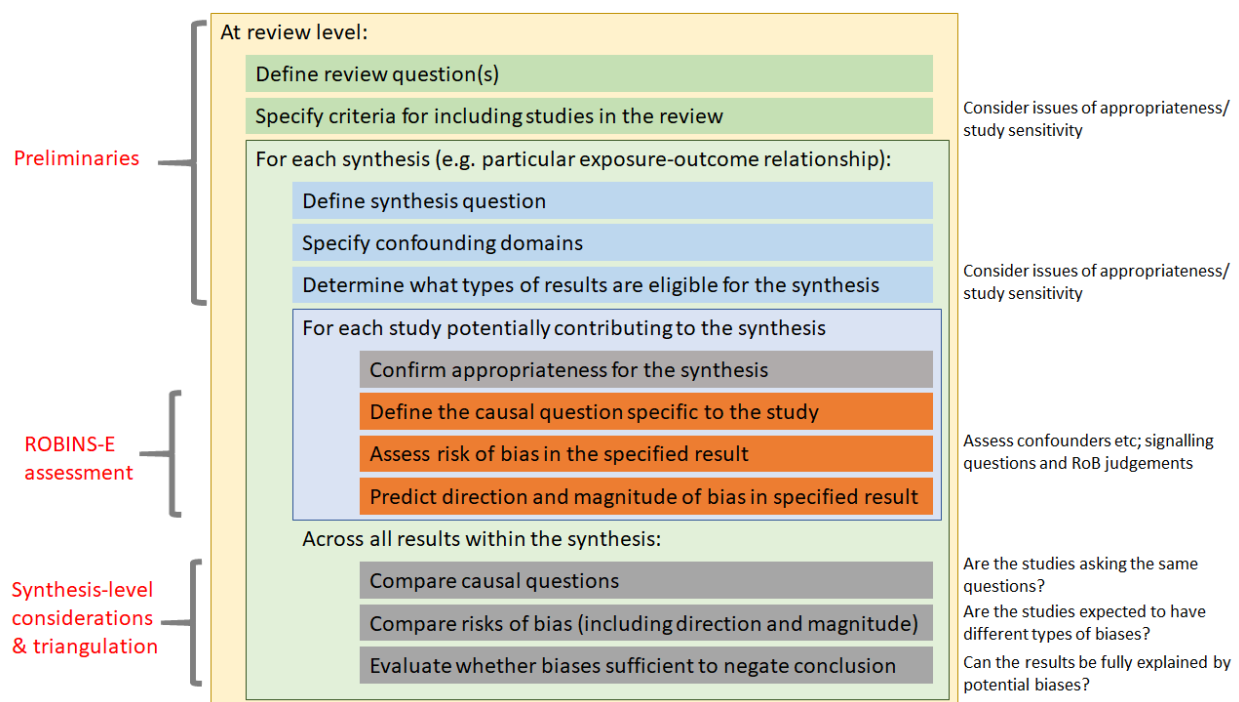 At review level:
Define review question(s)
Specify criteria for including studies in the review
Consider issues of appropriateness/
study sensitivity
Preliminaries
For each synthesis (e.g. particular exposure-outcome relationship):
Define synthesis question
Specify confounding domains
Determine what types of results are eligible for the synthesis
Consider issues of appropriateness/
study sensitivity
For each study potentially contributing to the synthesis
Confirm appropriateness for the synthesis
Define the causal question specific to the study
ROBINS-E
assessment
Assess risk of bias in the specified result
Assess confounders etc; signalling
questions and RoB judgements
Predict direction and magnitude of bias in specified result
Across all results within the synthesis:
Synthesis-level
considerations
& triangulation
Compare causal questions
Are the studies asking the same
questions?
Compare risks of bias (including direction and magnitude)
Are the studies expected to have
different types of biases?
Evaluate whether biases sufficient to negate conclusion
Can the results be fully explained by
potential biases?